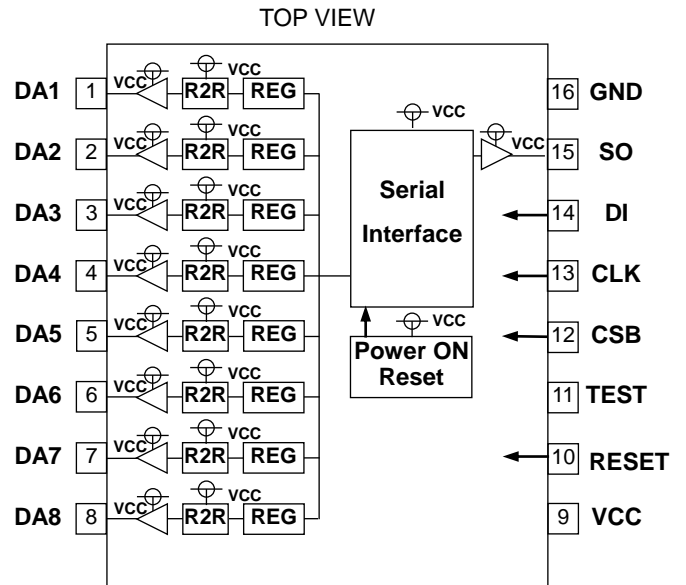 TOP VIEW
DA1 1 VCC R2R VCC REG 16 GND
DA2 2 VCC R2R VCC REG VCC VCC 15 SO
DA3 3 VCC R2R VCC REG Serial 14 DI
DA4 4 VCC R2R VCC REG Interface 13 CLK
DA5 5 VCC R2R VCC REG VCC 12 CSB
Power ON
Reset
DA6 6 VCC R2R VCC REG 11 TEST
DA7 7 VCC R2R VCC REG 10 RESET
DA8 8 VCC R2R VCC REG 9 VCC